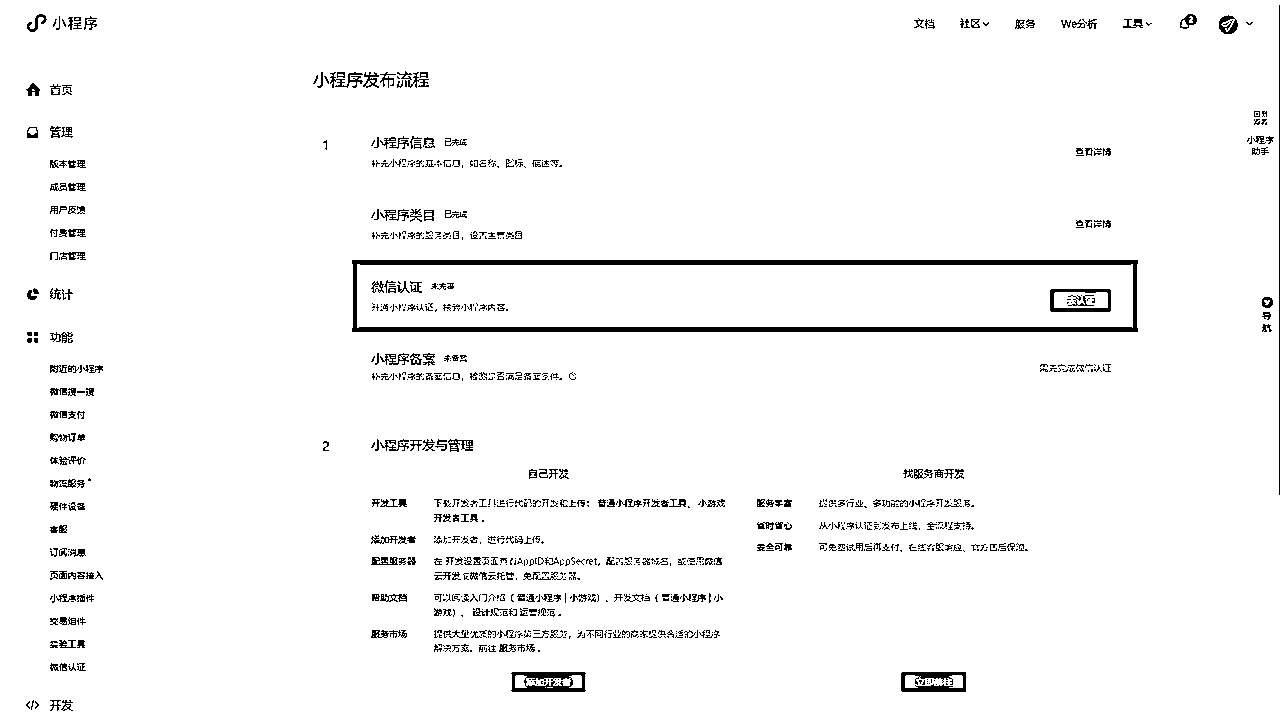 小程序
文档 社区 服务 We分析 工具 2
首页
管理
版本管理
成员管理
用户反馈
付费管理
门店管理
统计
功能
附近的小程序
微信搜一搜
微信支付
购物订单
体验评价
物流服务
硬件设备
客服
订阅消息
页面内容接入
小程序插件
交易组件
实验工具
微信认证
开发
小程序发布流程
1
小程序信息 已完成
补充小程序的基本信息，如名称、图标、描述等。
查看详情
小程序类目 已完成
补充小程序的服务类目，设置主营类目
查看详情
微信认证 未完善
开通小程序认证，核验小程序内容。
去认证
小程序备案 未备案
补充小程序的备案信息，检测是否满足备案条件。
需先完成微信认证
2
小程序开发与管理
自己开发
开发工具 下载开发者工具进行代码的开发和上传：普通小程序开发者工具、小游戏
开发者工具。
添加开发者 添加开发者，进行代码上传。
配置服务器 在 开发设置页面查看AppID和AppSecret，配置服务器域名，或使用微信
云开发或微信云托管，免配置服务器。
帮助文档 可以阅读入门介绍（普通小程序 | 小游戏）、开发文档（普通小程序 | 小
游戏）、设计规范和运营规范。
服务市场 提供大量优质的小程序第三方服务，为不同行业的商家提供合适的小程序
解决方案。前往 服务市场。
添加开发者
找服务商开发
服务丰富 提供多行业、多功能的小程序开发服务。
省时省心 从小程序认证到发布上线，全流程支持。
安全可靠 可免费试用后再支付、在线客服响应、官方售后保障。
立即前往
小程序
助手
导
航